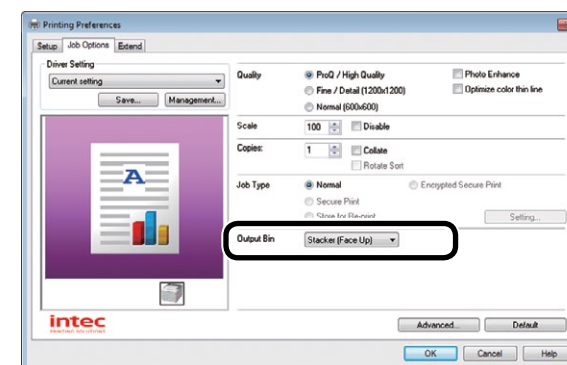 Printing Preferences
Setup Job Options Extend
Driver Setting
Current setting
Save... Management...
A
intec
PRINTING SOLUTIONS
Quality ProQ / High Quality Photo Enhance
Fine / Detail (1200x1200) Optimize color thin line
Normal (600x600)
Scale 100 Disable
Copies: 1 Collate
Rotate Sort
Job Type Normal Encrypted Secure Print
Secure Print
Store for Re-print Setting...
Output Bin Stacker (Face Up)
Advanced... Default
OK Cancel Help